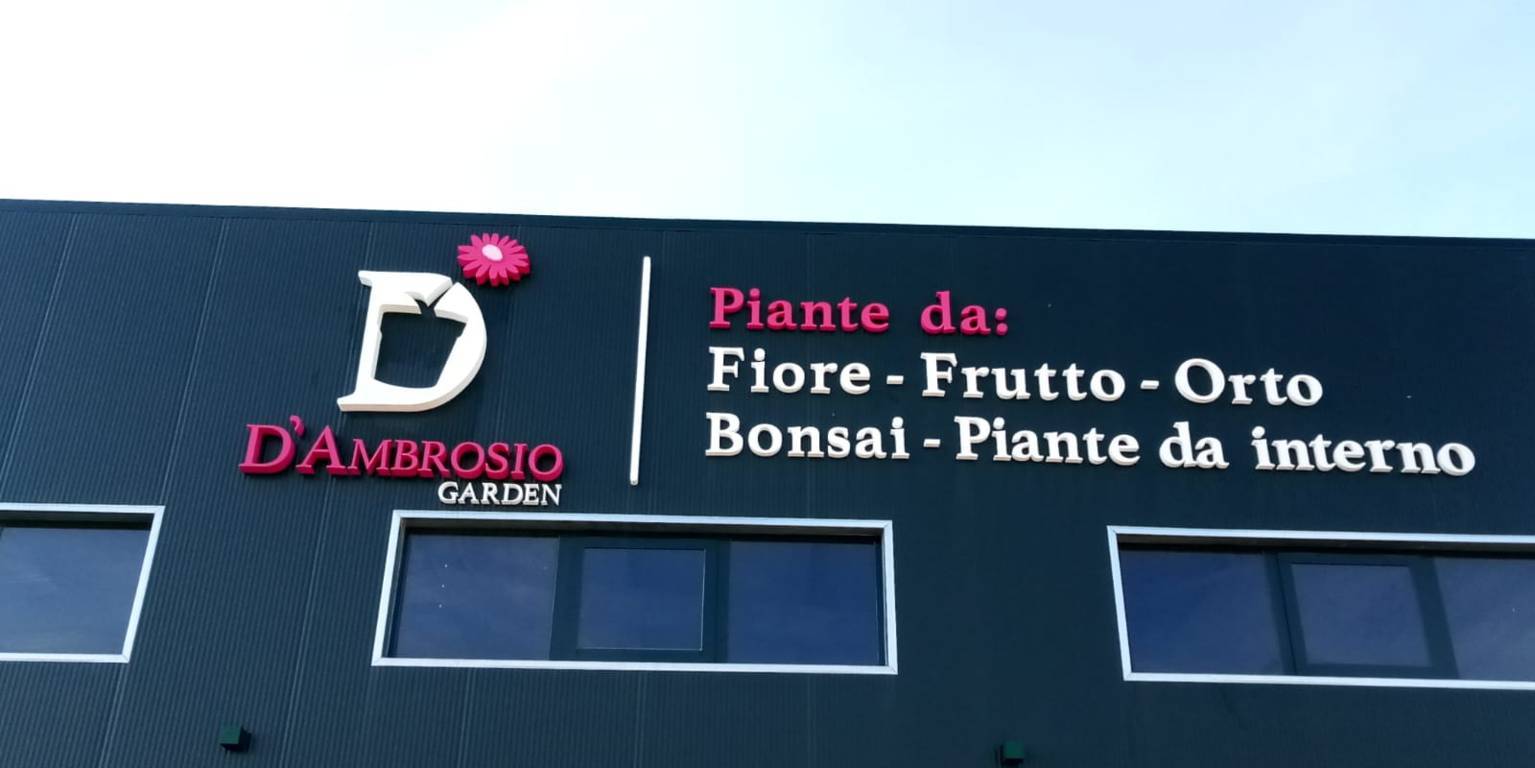 D
D'AMBROSIO
GARDEN
Piante da:
Fiore - Frutto - Orto
Bonsai - Piante da interno